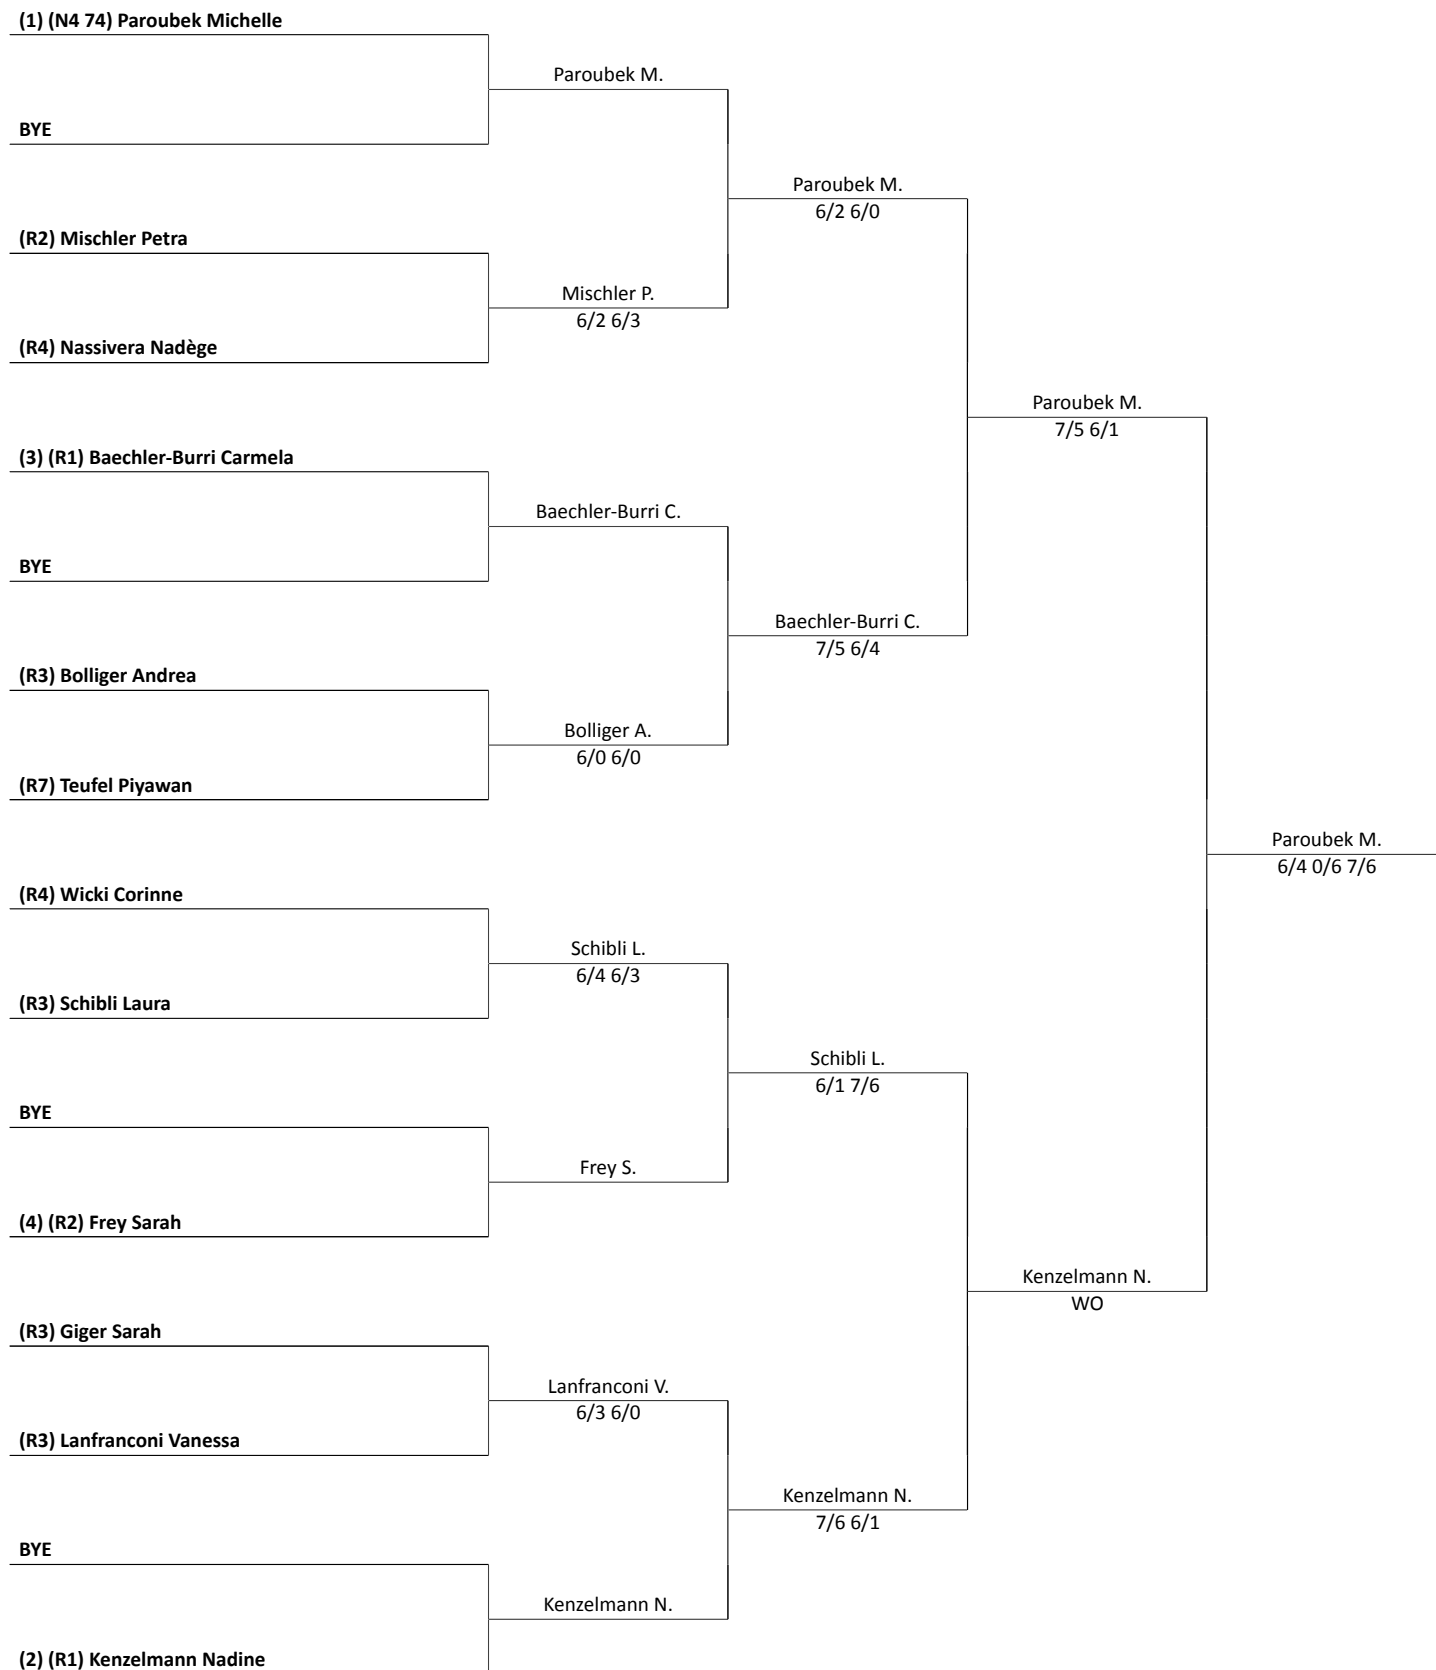 (1) (N4 74) Paroubek Michelle
Paroubek M.
BYE
Paroubek M.
6/2 6/0
(R2) Mischler Petra
Mischler P.
6/2 6/3
(R4) Nassivera Nadège
Paroubek M.
7/5 6/1
(3) (R1) Baechler-Burri Carmela
Baechler-Burri C.
BYE
Baechler-Burri C.
7/5 6/4
(R3) Bolliger Andrea
Bolliger A.
6/0 6/0
(R7) Teufel Piyawan
Paroubek M.
6/4 0/6 7/6
(R4) Wicki Corinne
Schibli L.
6/4 6/3
(R3) Schibli Laura
Schibli L.
6/1 7/6
BYE
Frey S.
(4) (R2) Frey Sarah
Kenzelmann N.
WO
(R3) Giger Sarah
Lanfranconi V.
6/3 6/0
(R3) Lanfranconi Vanessa
Kenzelmann N.
7/6 6/1
BYE
Kenzelmann N.
(2) (R1) Kenzelmann Nadine